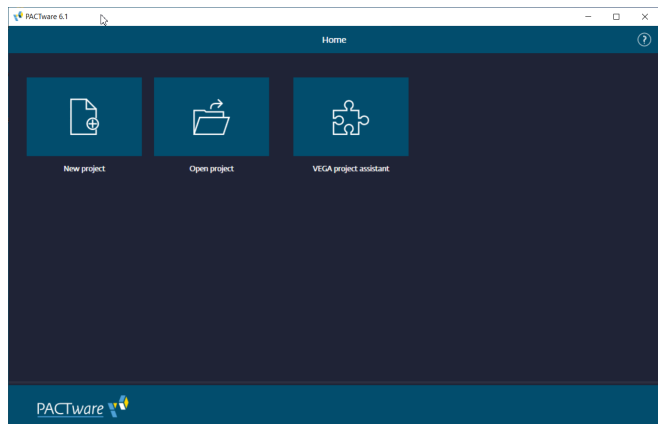 PACTware 6.1
Home
?
New project
Open project
VEGA project assistant
PACTware